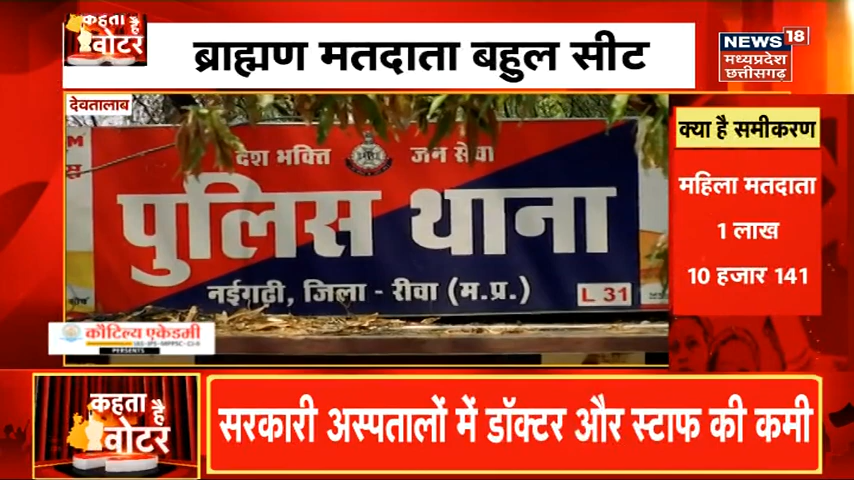 कहता है
वोटर
ब्राह्मण मतदाता बहुल सीट
NEWS 18
मध्यप्रदेश
छत्तीसगढ़
देवतालाब
देश भक्ति जन सेवा
पुलिस थाना
नईगढ़ी, जिला - रीवा (म.प्र.)
L 31
क्या है समीकरण
महिला मतदाता
1 लाख
10 हजार 141
कौटिल्य एकेडमी
PERSENTS
कहता है
वोटर
सरकारी अस्पतालों में डॉक्टर और स्टाफ की कमी